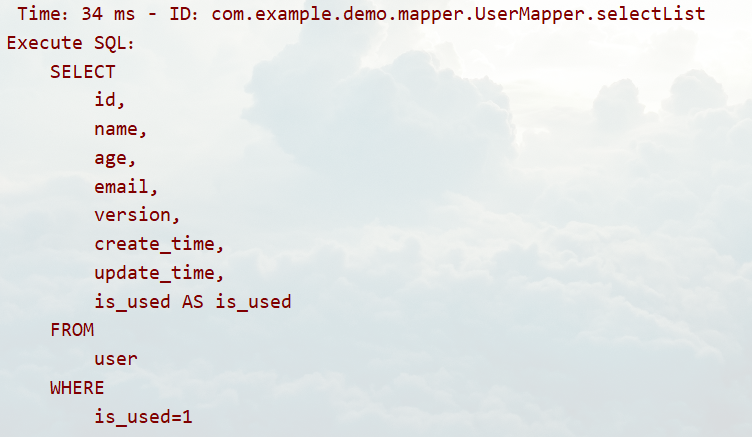 Time: 34 ms - ID: com.example.demo.mapper.UserMapper.selectList
Execute SQL:
SELECT
id,
name,
age,
email,
version,
create_time,
update_time,
is_used AS is_used
FROM
user
WHERE
is_used=1